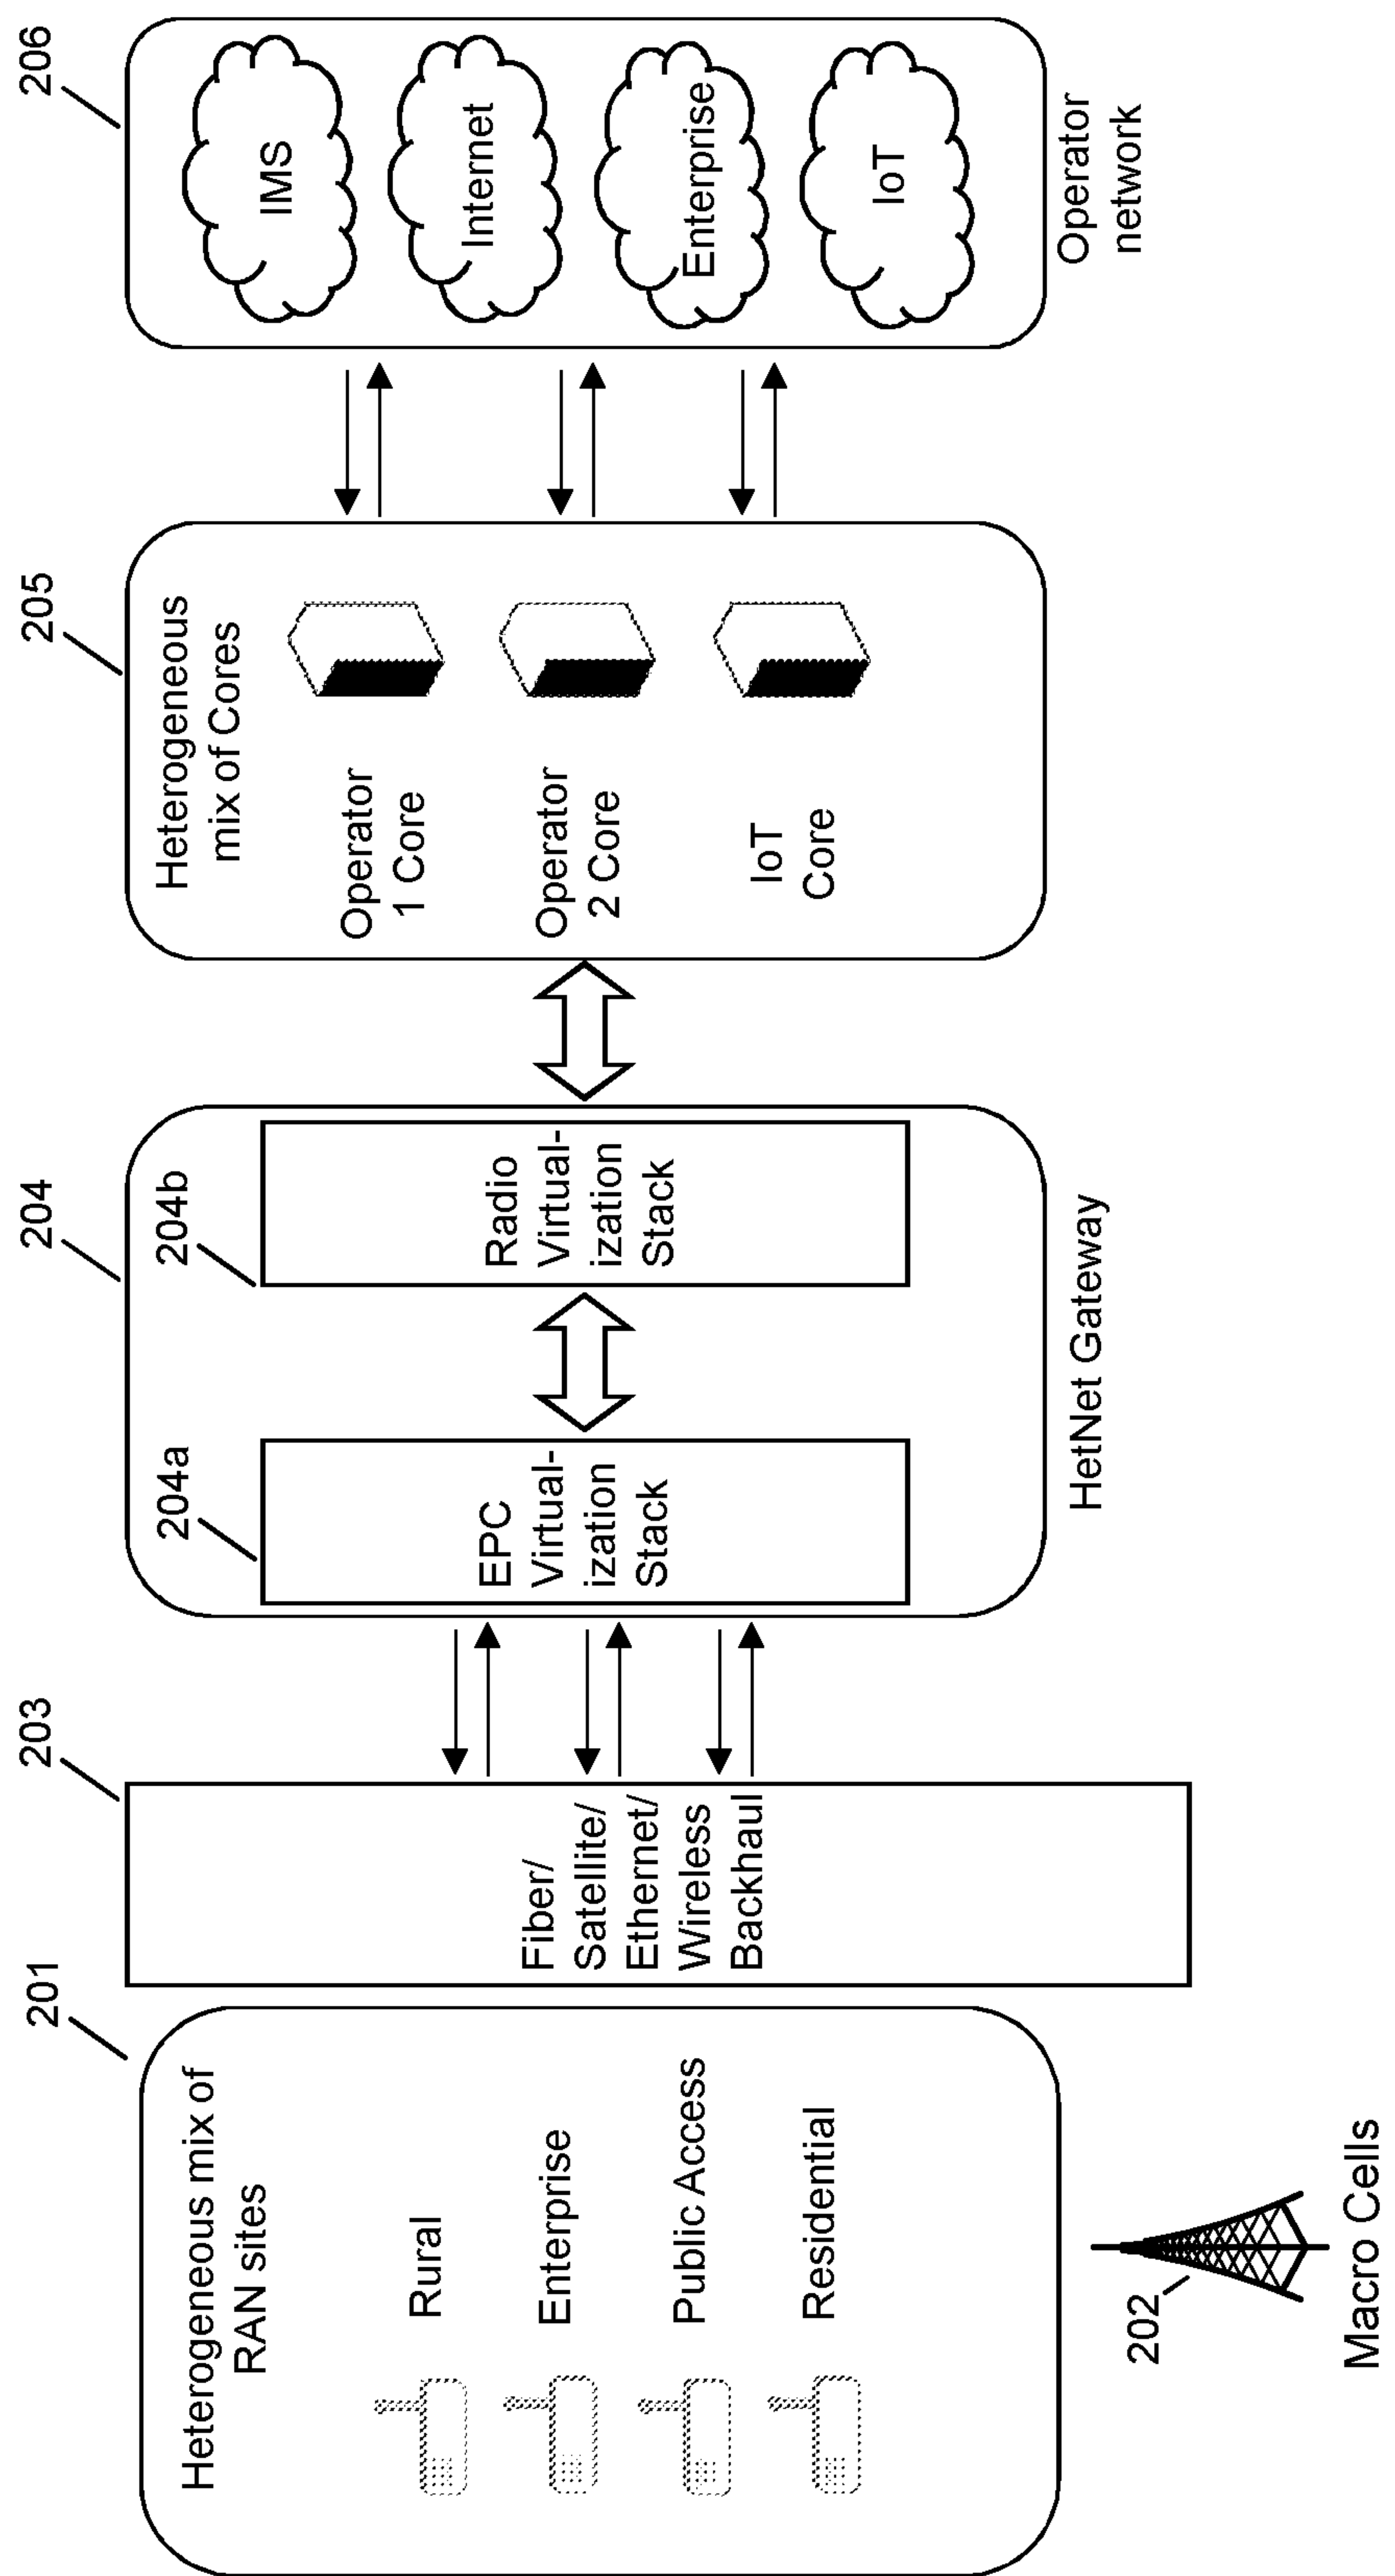 201
Heterogeneous mix of
RAN sites
Rural
Enterprise
Public Access
Residential
202
Macro Cells
203
Fiber/
Satellite/
Ethernet/
Wireless
Backhaul
204
204a
EPC
Virtual-
ization
Stack
204b
Radio
Virtual-
ization
Stack
HetNet Gateway
205
Heterogeneous
mix of Cores
Operator
1 Core
Operator
2 Core
IoT
Core
206
IMS
Internet
Enterprise
IoT
Operator
network